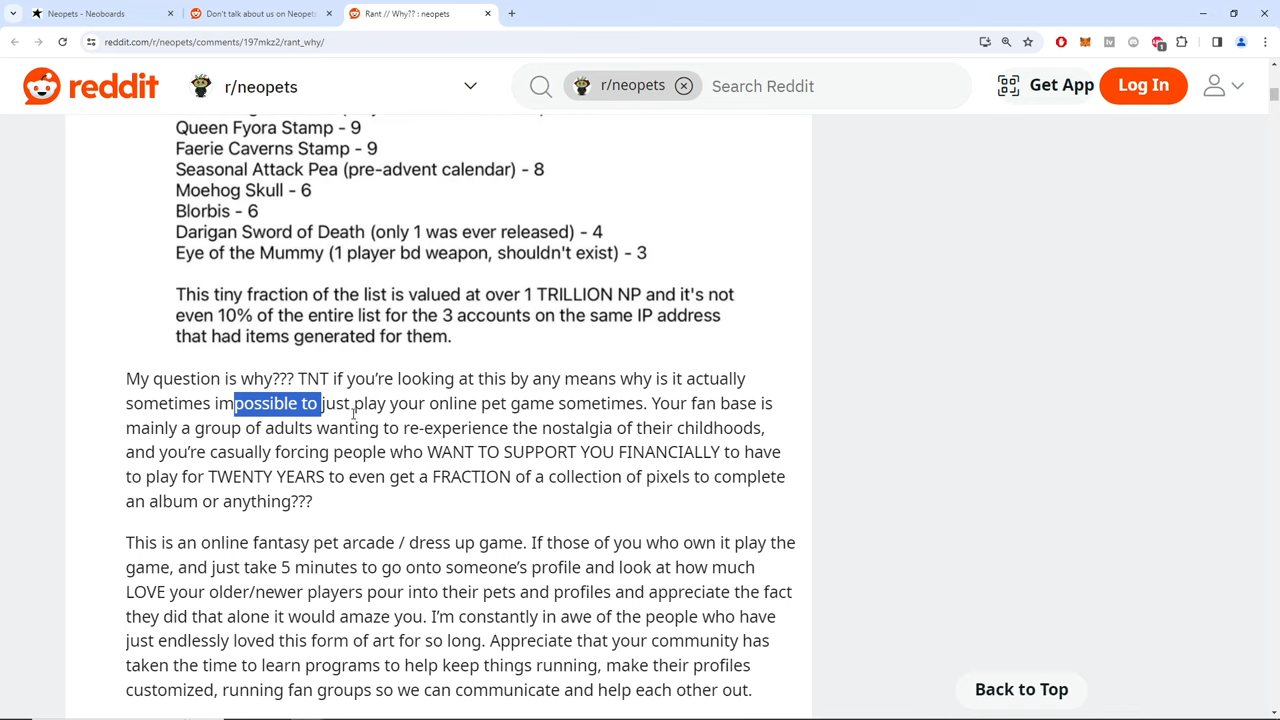 Neopets - Neoboards
Don't talk about us on Neopets
Rant // Why?? : neopets
reddit.com/r/neopets/comments/197mkz2/rant_why/
reddit
r/neopets
r/neopets
Search Reddit
Get App
Log In
Queen Fyora Stamp - 9
Faerie Caverns Stamp - 9
Seasonal Attack Pea (pre-advent calendar) - 8
Moehog Skull - 6
Blorbis - 6
Darigan Sword of Death (only 1 was ever released) - 4
Eye of the Mummy (1 player bd weapon, shouldn't exist) - 3
This tiny fraction of the list is valued at over 1 TRILLION NP and it's not
even 10% of the entire list for the 3 accounts on the same IP address
that had items generated for them.
My question is why??? TNT if you’re looking at this by any means why is it actually
sometimes impossible to just play your online pet game sometimes. Your fan base is
mainly a group of adults wanting to re-experience the nostalgia of their childhoods,
and you’re casually forcing people who WANT TO SUPPORT YOU FINANCIALLY to have
to play for TWENTY YEARS to even get a FRACTION of a collection of pixels to complete
an album or anything???
This is an online fantasy pet arcade / dress up game. If those of you who own it play the
game, and just take 5 minutes to go onto someone’s profile and look at how much
LOVE your older/newer players pour into their pets and profiles and appreciate the fact
they did that alone it would amaze you. I’m constantly in awe of the people who have
just endlessly loved this form of art for so long. Appreciate that your community has
taken the time to learn programs to help keep things running, make their profiles
customized, running fan groups so we can communicate and help each other out.
Back to Top